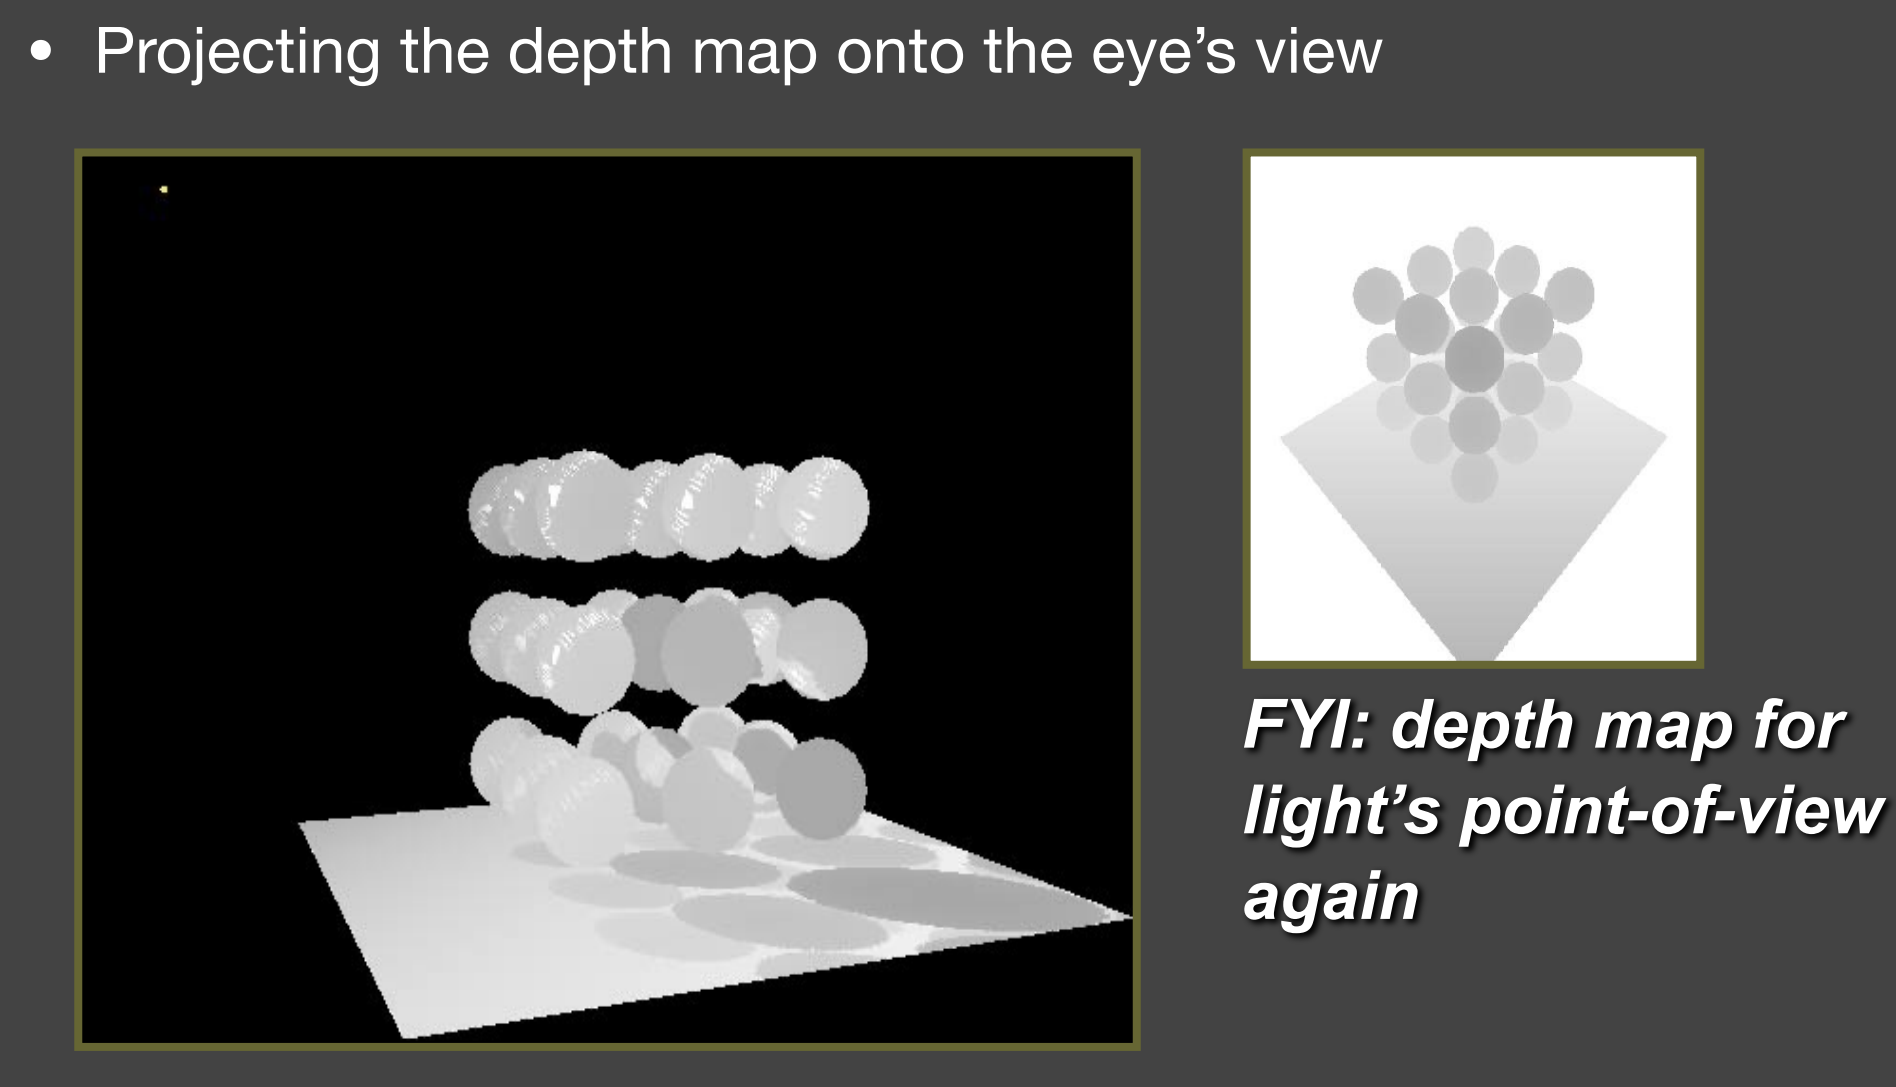 • Projecting the depth map onto the eye’s view
FYI: depth map for
light’s point-of-view
again